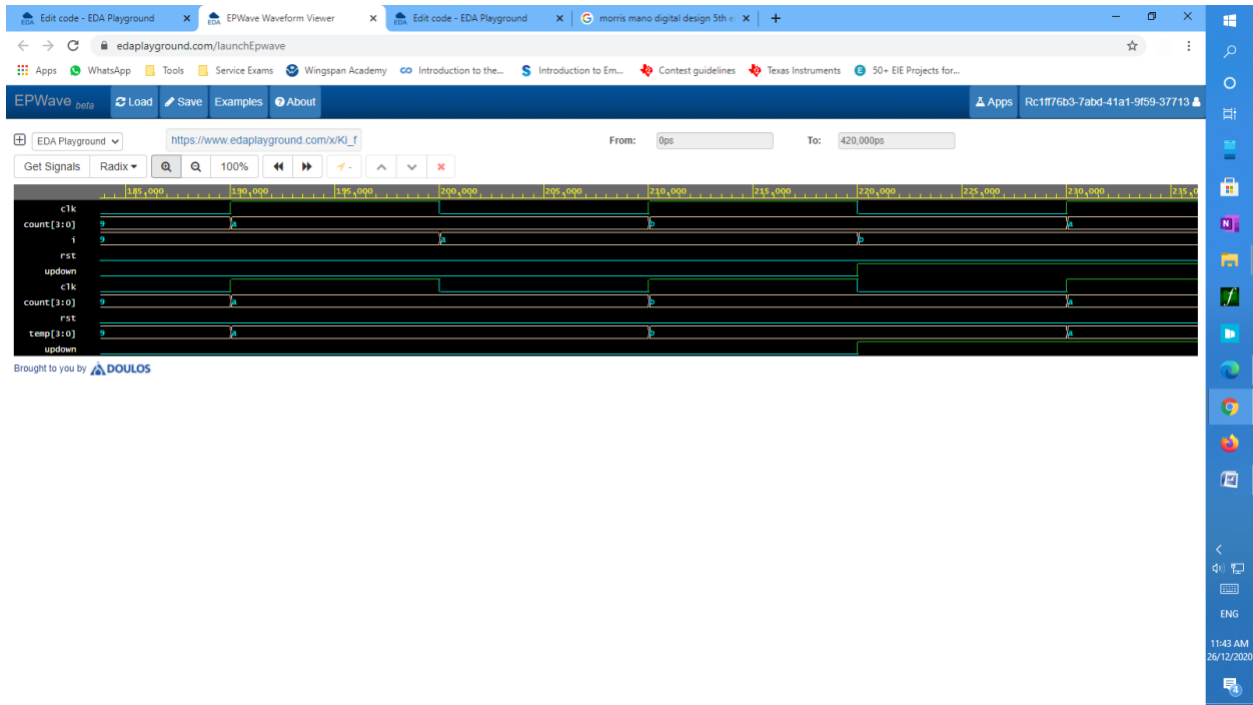 Edit code - EDA Playground
EPWave Waveform Viewer
Edit code - EDA Playground
morris mano digital design 5th e
edaplayground.com/launchEpwave
Apps WhatsApp Tools Service Exams Wingspan Academy Introduction to the... Introduction to Em... Contest guidelines Texas Instruments 50+ EIE Projects for...
EPWave beta Load Save Examples About Apps Rc1ff76b3-7abd-41a1-9f59-37713
EDA Playground https://www.edaplayground.com/x/Ki_f From: 0ps To: 420,000ps
Get Signals Radix 100%
185,000 190,000 195,000 200,000 205,000 210,000 215,000 220,000 225,000 230,000 235,0
clk
count[3:0] 9 a b a
i 9 a b
rst
updown
clk
count[3:0] 9 a b a
rst
temp[3:0] 9 a b a
updown
Brought to you by DOULOS
ENG
11:43 AM
26/12/2020
4